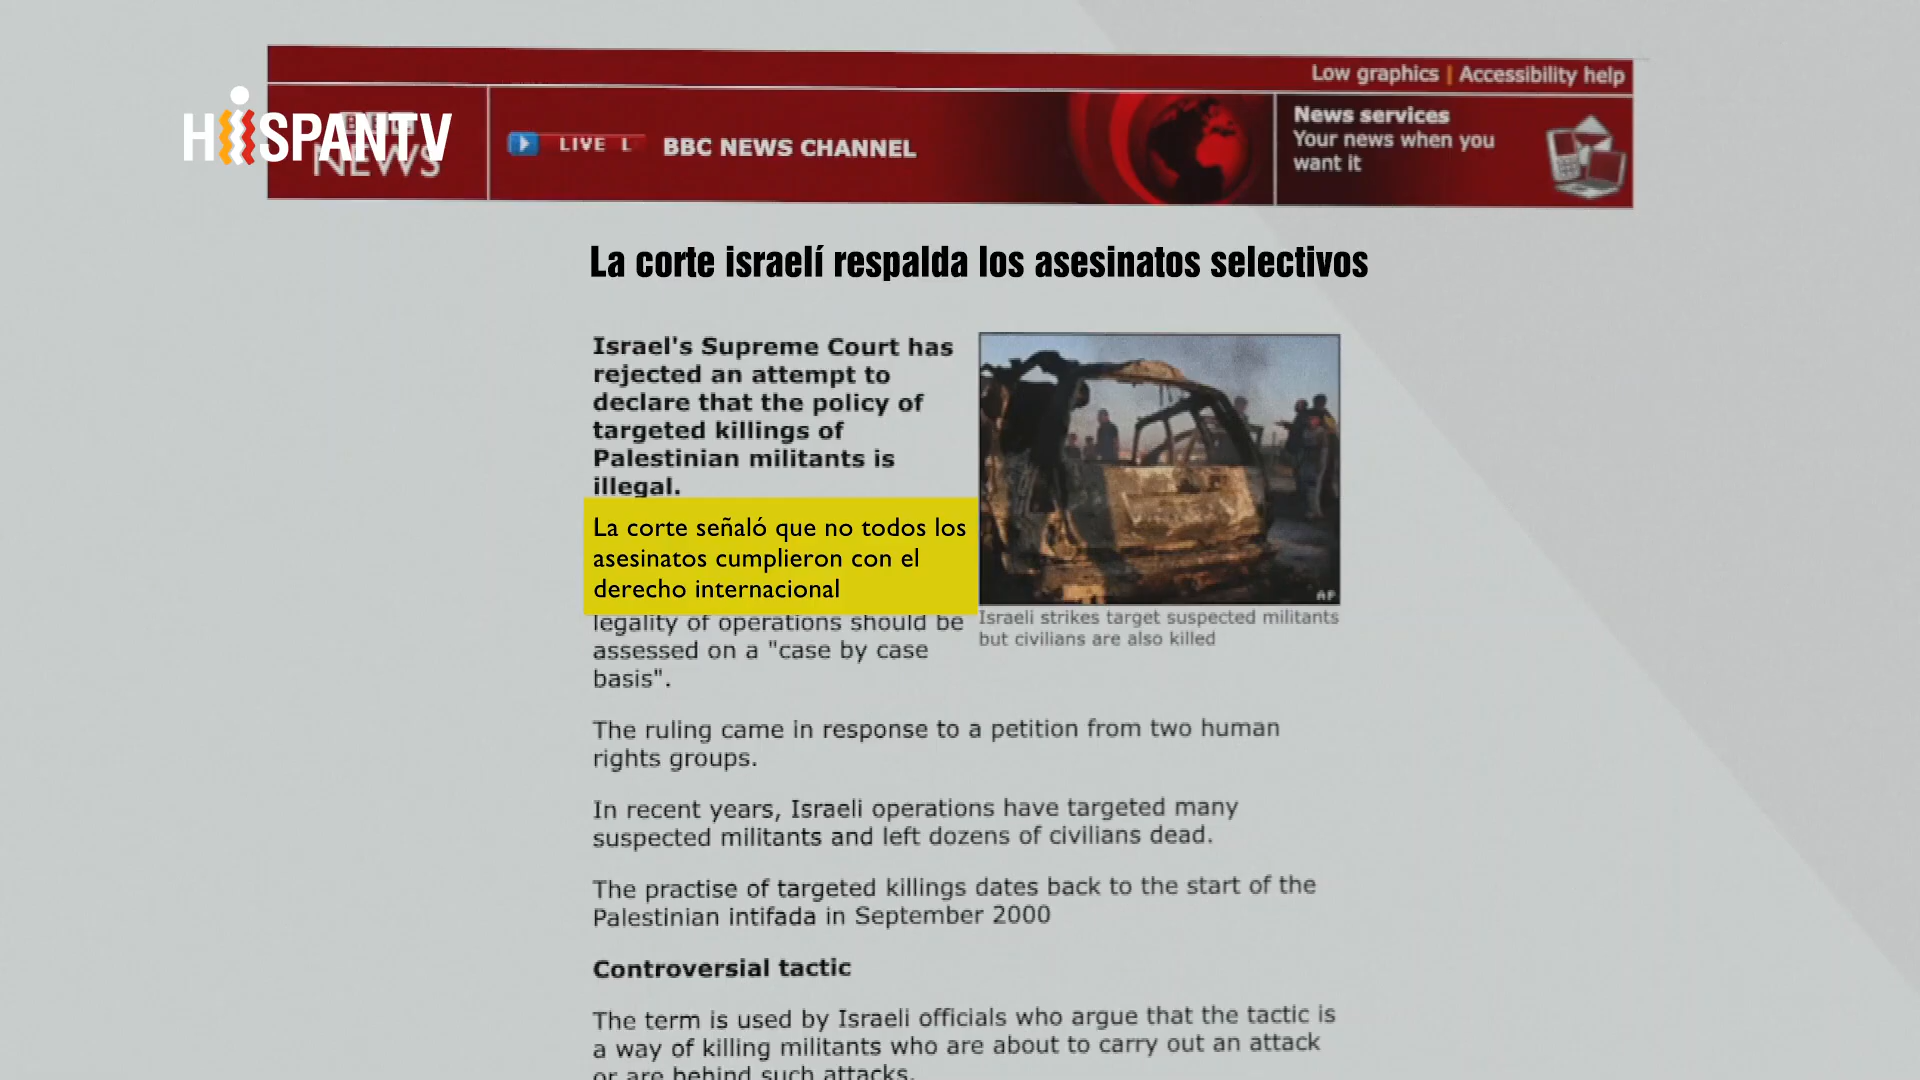 Low graphics | Accessibility help
HISPANTV
NEWS
LIVE
BBC NEWS CHANNEL
News services
Your news when you
want it
La corte israelí respalda los asesinatos selectivos
Israel's Supreme Court has
rejected an attempt to
declare that the policy of
targeted killings of
Palestinian militants is
illegal.
La corte señaló que no todos los
asesinatos cumplieron con el
derecho internacional
legality of operations should be
assessed on a "case by case
basis".
AP
Israeli strikes target suspected militants
but civilians are also killed
The ruling came in response to a petition from two human
rights groups.
In recent years, Israeli operations have targeted many
suspected militants and left dozens of civilians dead.
The practise of targeted killings dates back to the start of the
Palestinian intifada in September 2000
Controversial tactic
The term is used by Israeli officials who argue that the tactic is
a way of killing militants who are about to carry out an attack
or are behind such attacks.